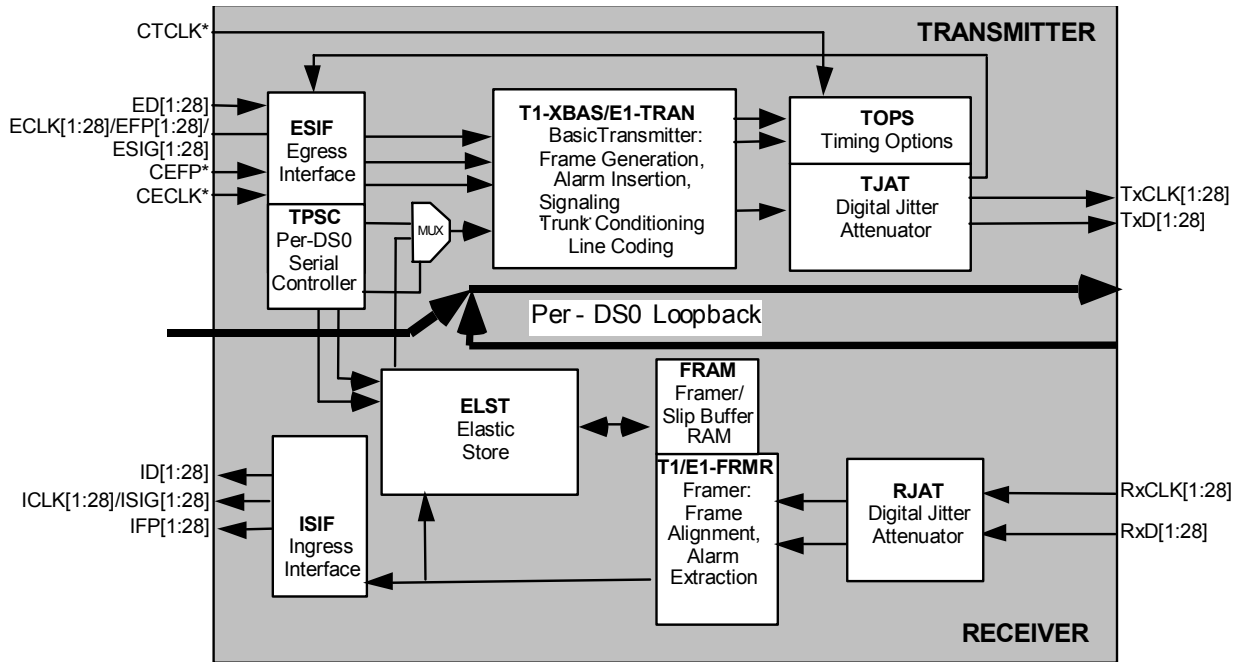 CTCLK*
TRANSMITTER
ED[1:28]
ECLK[1:28]/EFP[1:28]/
ESIG[1:28]
CEFP*
CECLK*
ESIF
Egress
Interface
TPSC
Per-DS0
Serial
Controller
MUX
T1-XBAS/E1-TRAN
BasicTransmitter:
Frame Generation,
Alarm Insertion,
Signaling
Trunk Conditioning
Line Coding
TOPS
Timing Options
TJAT
Digital Jitter
Attenuator
TxCLK[1:28]
TxD[1:28]
Per - DS0 Loopback
ELST
Elastic
Store
FRAM
Framer/
Slip Buffer
RAM
T1/E1-FRMR
Framer:
Frame
Alignment,
Alarm
Extraction
RJAT
Digital Jitter
Attenuator
RxCLK[1:28]
RxD[1:28]
ID[1:28]
ICLK[1:28]/ISIG[1:28]
IFP[1:28]
ISIF
Ingress
Interface
RECEIVER